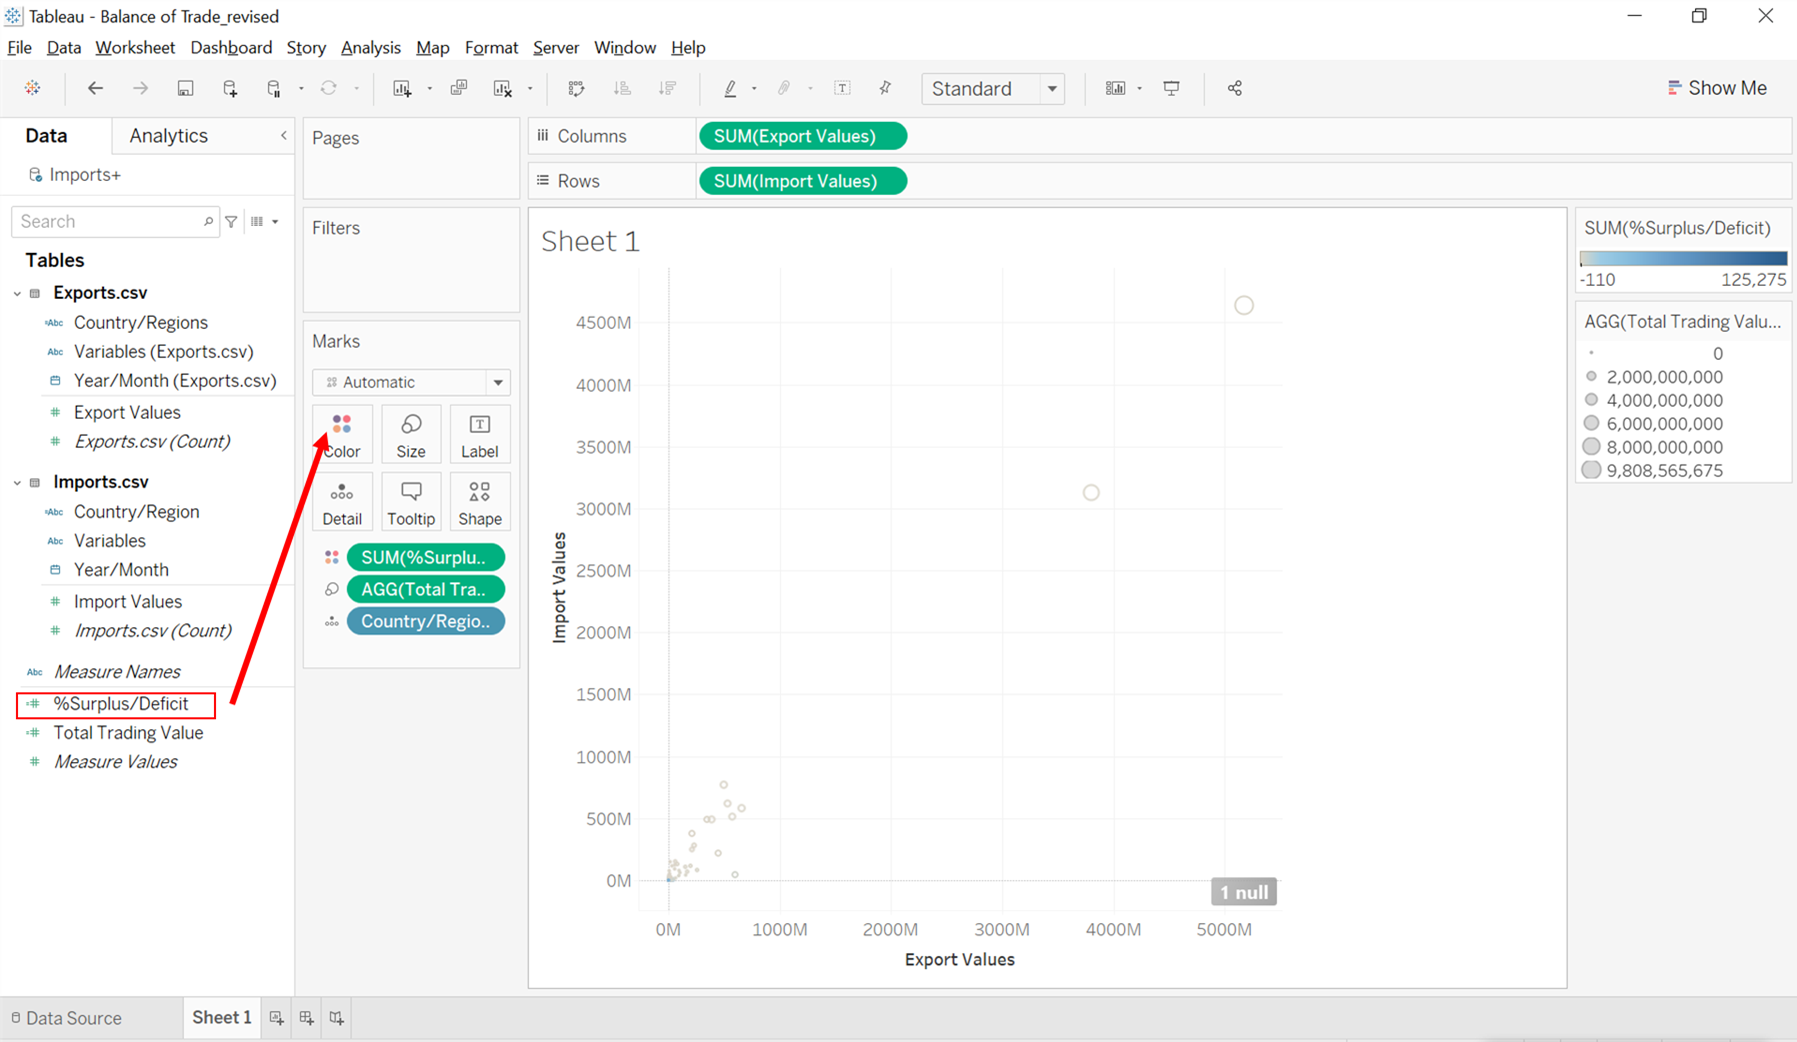 Tableau - Balance of Trade_revised
File Data Worksheet Dashboard Story Analysis Map Format Server Window Help
Standard
Show Me
Data Analytics
Imports+
Search
Tables
Exports.csv
Abc Country/Regions
Abc Variables (Exports.csv)
Year/Month (Exports.csv)
# Export Values
# Exports.csv (Count)
Imports.csv
Abc Country/Region
Abc Variables
Year/Month
# Import Values
# Imports.csv (Count)
Abc Measure Names
# %Surplus/Deficit
# Total Trading Value
# Measure Values
Pages
Filters
Marks
Automatic
Color Size Label
Detail Tooltip Shape
SUM(%Surplu..
AGG(Total Tra..
Country/Regio..
Columns SUM(Export Values)
Rows SUM(Import Values)
Sheet 1
4500M
4000M
3500M
3000M
2500M
2000M
1500M
1000M
500M
0M
Import Values
1 null
0M 1000M 2000M 3000M 4000M 5000M
Export Values
SUM(%Surplus/Deficit)
-110 125,275
AGG(Total Trading Valu...
0
2,000,000,000
4,000,000,000
6,000,000,000
8,000,000,000
9,808,565,675
Data Source Sheet 1